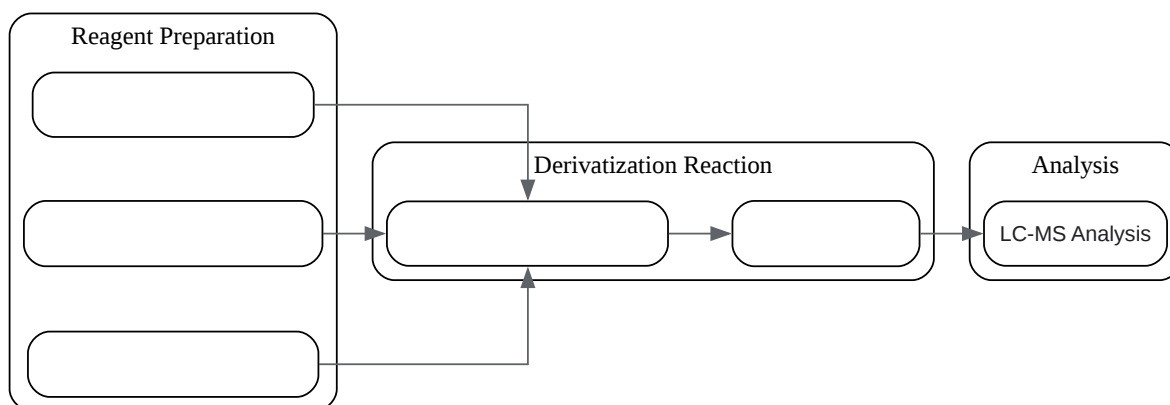 Reagent Preparation
Derivatization Reaction
Analysis
LC-MS Analysis